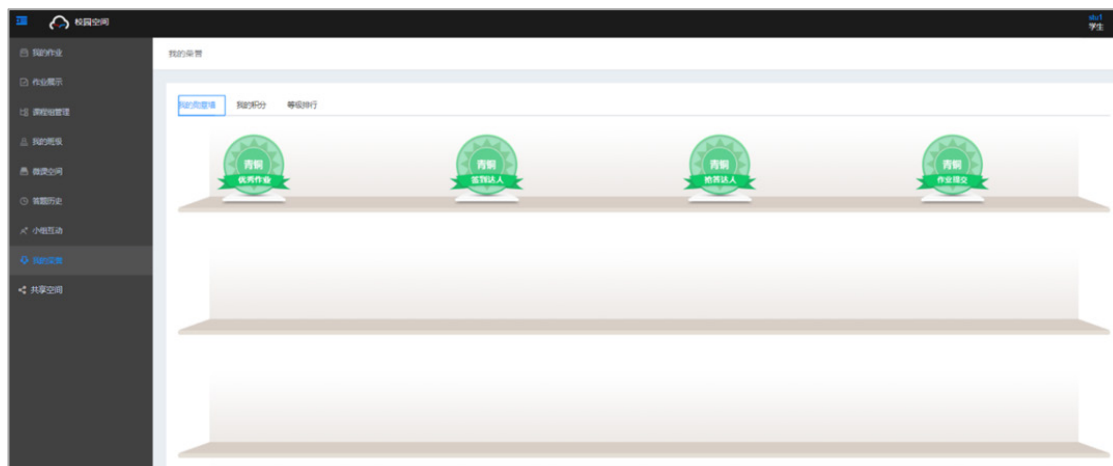 校园空间
stu1
学生
我的作业
作业展示
课程组管理
我的班级
微课空间
答题历史
小组互动
我的荣誉
共享空间
我的荣誉
我的勋章墙 我的积分 等级排行
青铜 青铜 青铜 青铜
优秀作业 签到达人 抢答达人 作业提交